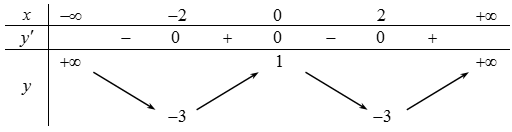 x −∞ −2 0 2 +∞
y′ − 0 + 0 − 0 + 
+∞ 1 +∞
y
−3 −3